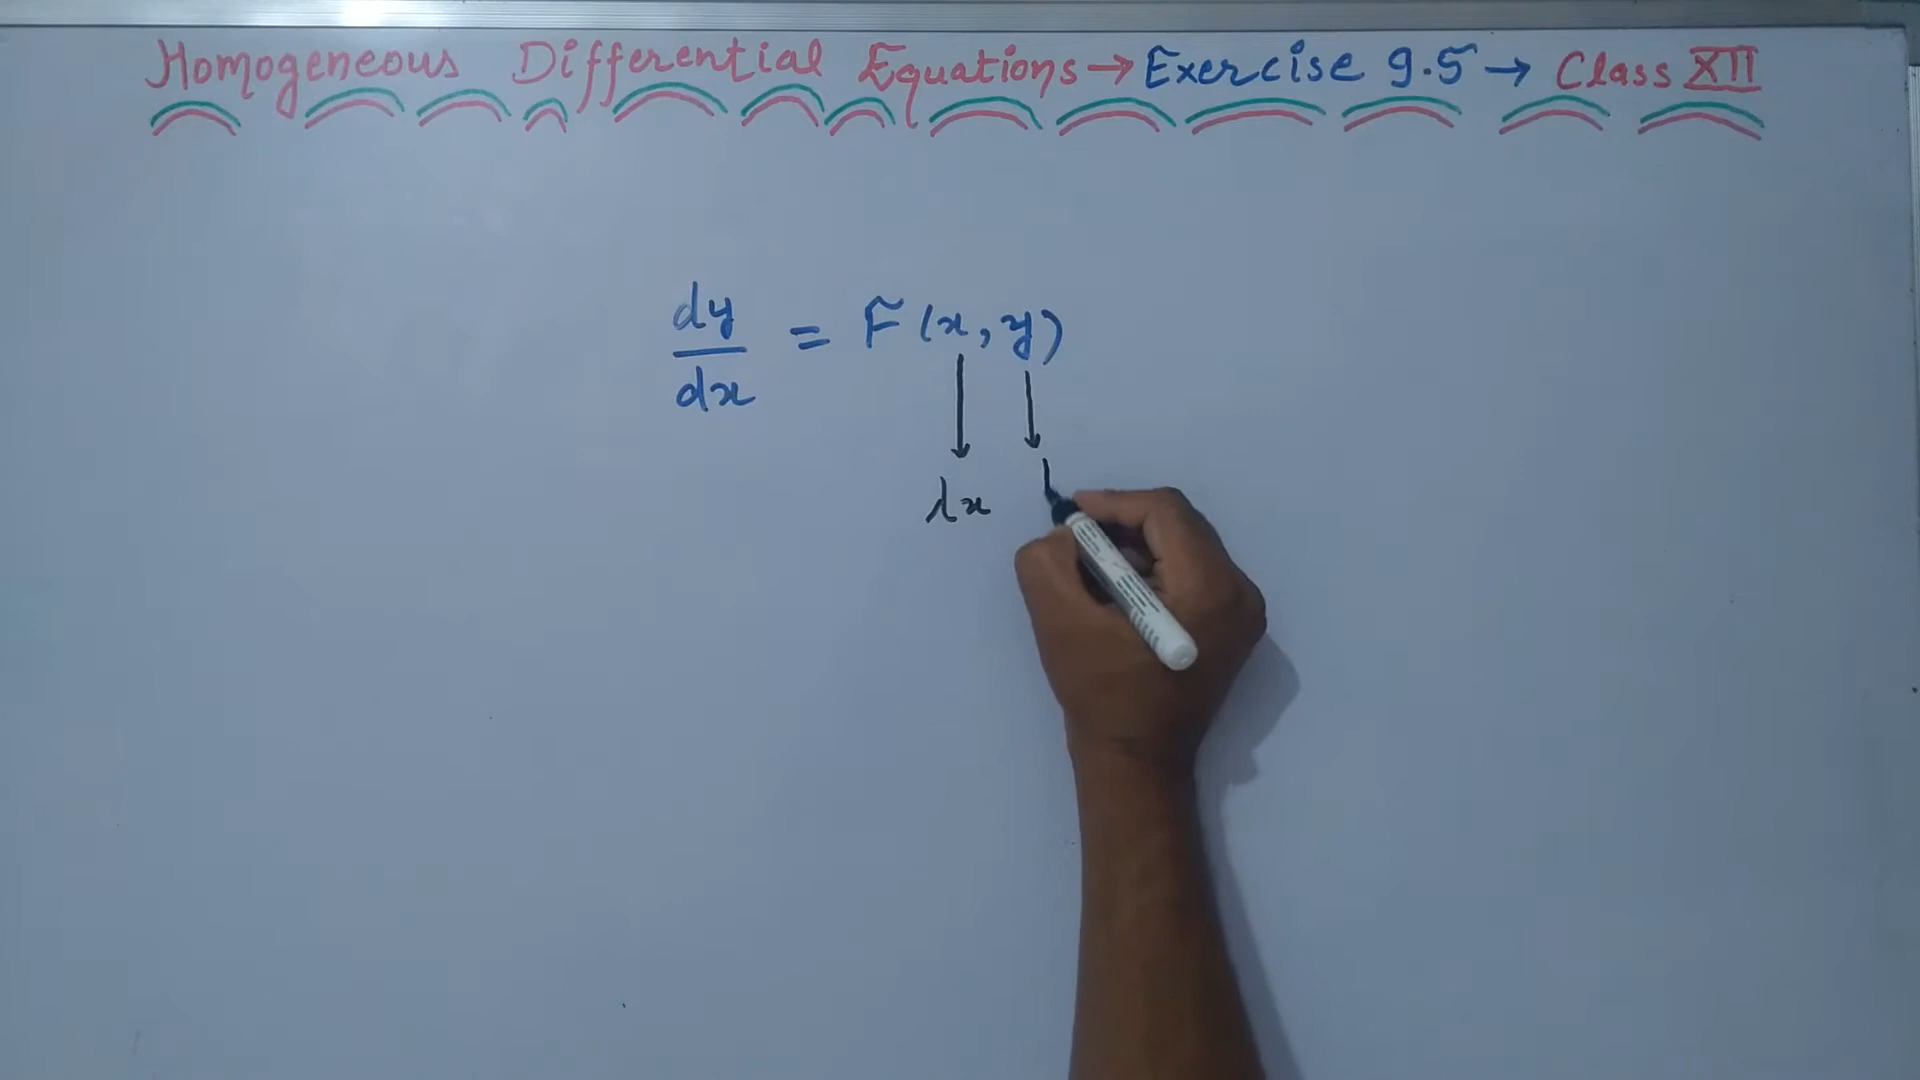 Homogeneous Differential Equations → Exercise 9.5 → Class XII
dy/dx = F(x, y)
↓ ↓
λx